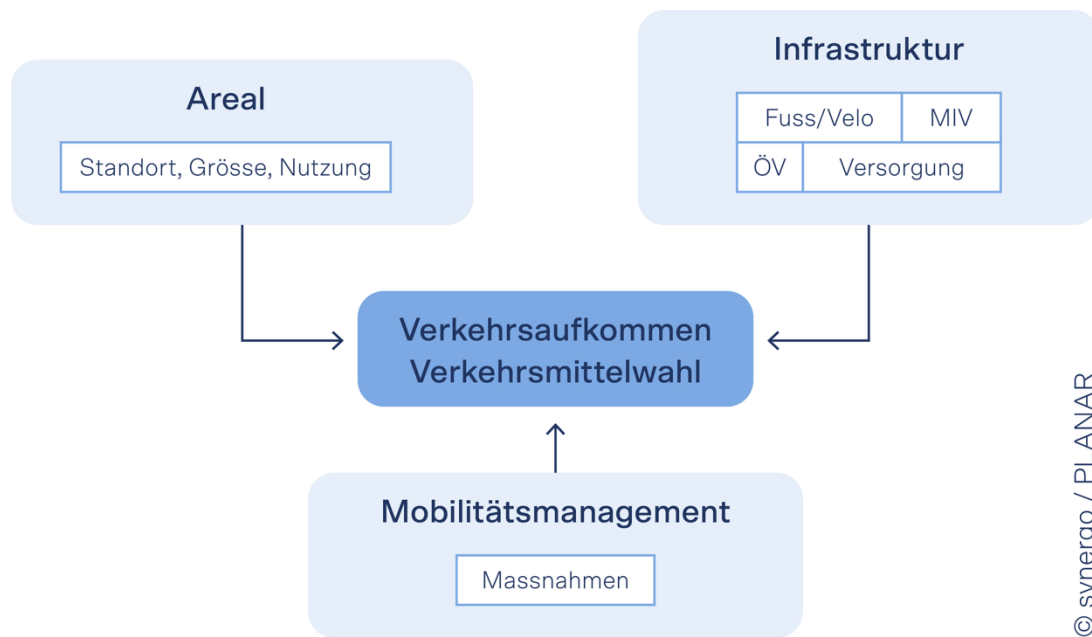 Areal
Standort, Grösse, Nutzung
Infrastruktur
Fuss/Velo
MIV
ÖV
Versorgung
Verkehrsaufkommen
Verkehrsmittelwahl
Mobilitätsmanagement
Massnahmen
© synergo / PLANAR